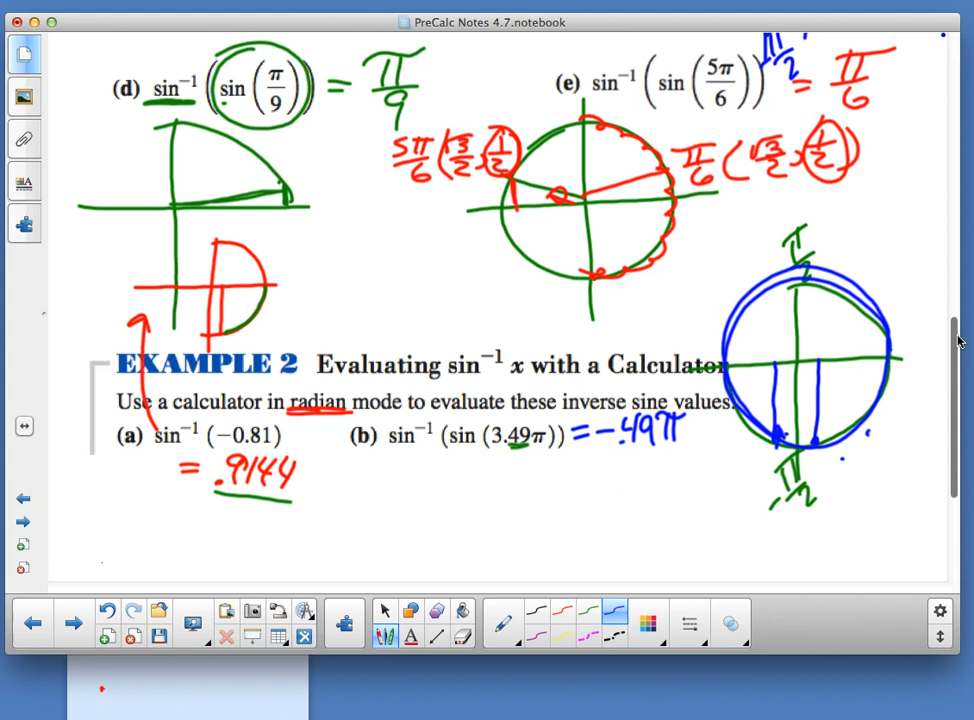 PreCalc Notes 4.7.notebook
(d) sin⁻¹ (sin (π/9)) = π/9
(e) sin⁻¹ (sin (5π/6)) = π/6
π/2
5π/6 (√3/2, 1/2)
π/6 (√3/2, 1/2)
π/2
EXAMPLE 2 Evaluating sin⁻¹ x with a Calculator
Use a calculator in radian mode to evaluate these inverse sine values.
(a) sin⁻¹ (−0.81)
= .9144
(b) sin⁻¹ (sin (3.49π)) = -.49π
-π/2
A